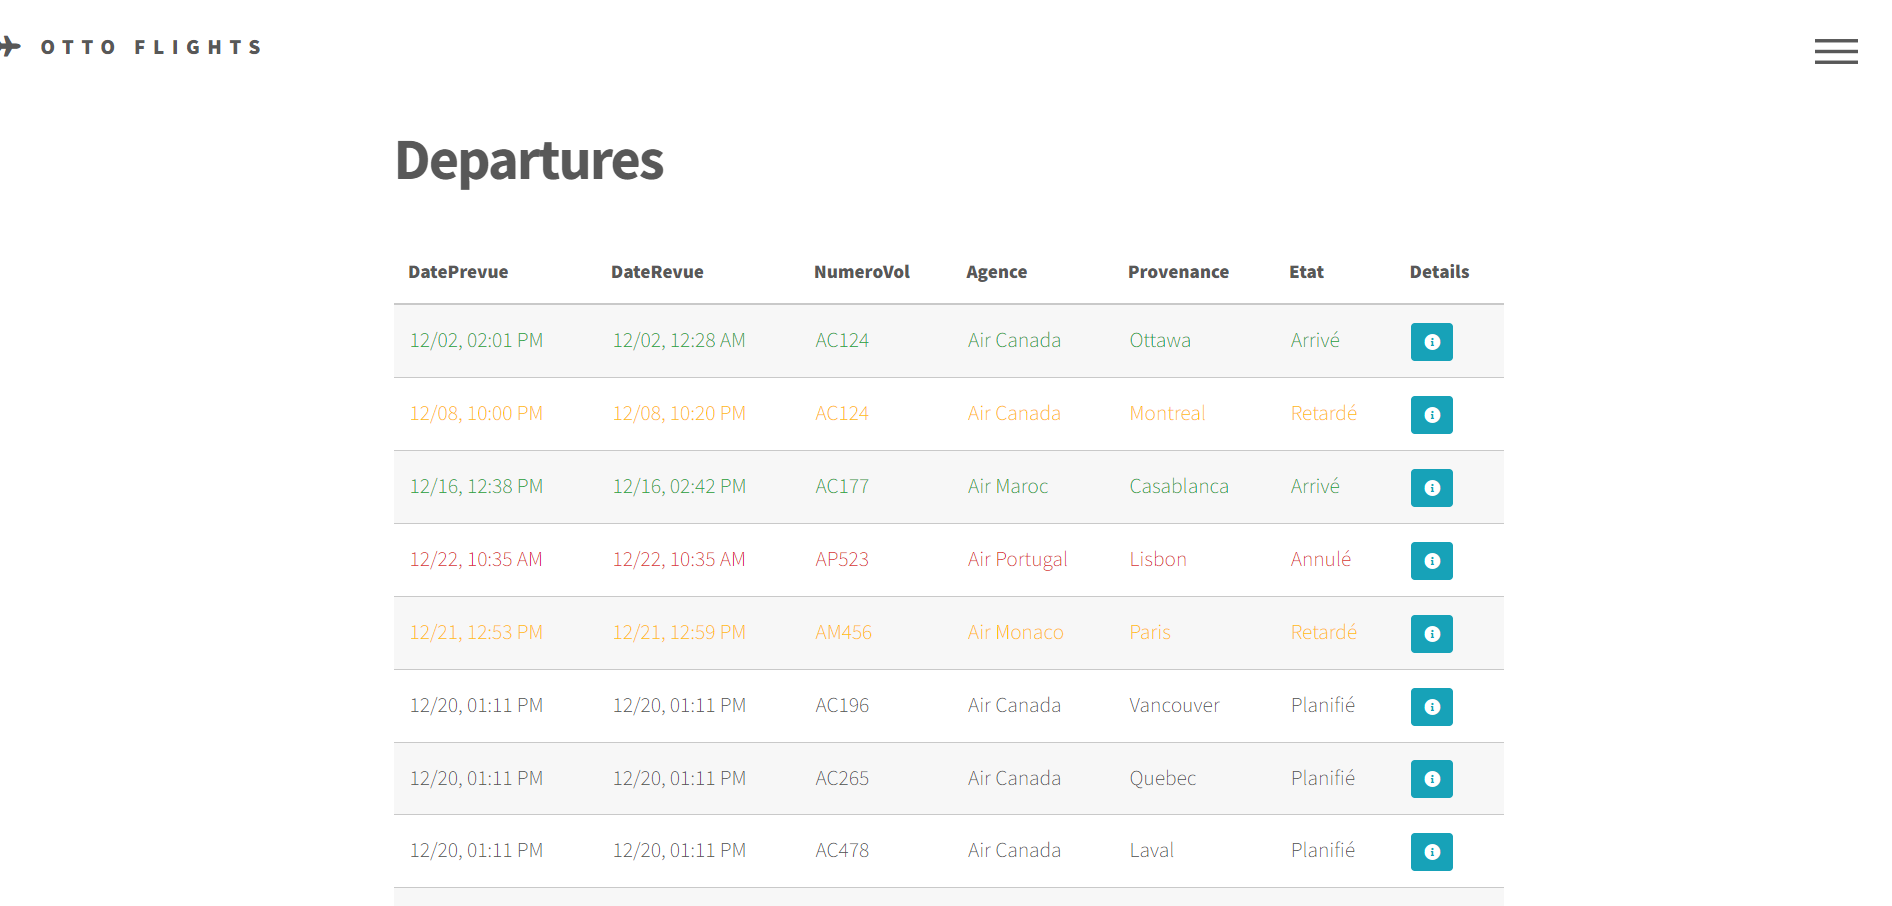 OTTO FLIGHTS
Departures
DatePrevue DateRevue NumeroVol Agence Provenance Etat Details
12/02, 02:01 PM 12/02, 12:28 AM AC124 Air Canada Ottawa Arrivé
12/08, 10:00 PM 12/08, 10:20 PM AC124 Air Canada Montreal Retardé
12/16, 12:38 PM 12/16, 02:42 PM AC177 Air Maroc Casablanca Arrivé
12/22, 10:35 AM 12/22, 10:35 AM AP523 Air Portugal Lisbon Annulé
12/21, 12:53 PM 12/21, 12:59 PM AM456 Air Monaco Paris Retardé
12/20, 01:11 PM 12/20, 01:11 PM AC196 Air Canada Vancouver Planifié
12/20, 01:11 PM 12/20, 01:11 PM AC265 Air Canada Quebec Planifié
12/20, 01:11 PM 12/20, 01:11 PM AC478 Air Canada Laval Planifié